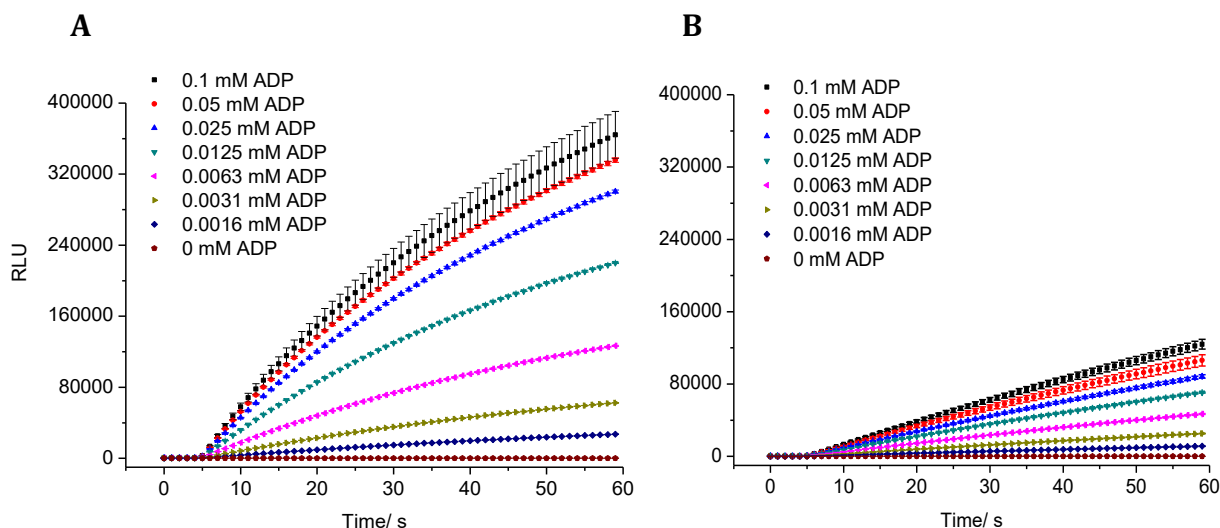 A
0.1 mM ADP
0.05 mM ADP
0.025 mM ADP
0.0125 mM ADP
0.0063 mM ADP
0.0031 mM ADP
0.0016 mM ADP
0 mM ADP
400000
320000
240000
160000
80000
0
RLU
0 10 20 30 40 50 60
Time/ s
B
0.1 mM ADP
0.05 mM ADP
0.025 mM ADP
0.0125 mM ADP
0.0063 mM ADP
0.0031 mM ADP
0.0016 mM ADP
0 mM ADP
400000
320000
240000
160000
80000
0
0 10 20 30 40 50 60
Time/ s